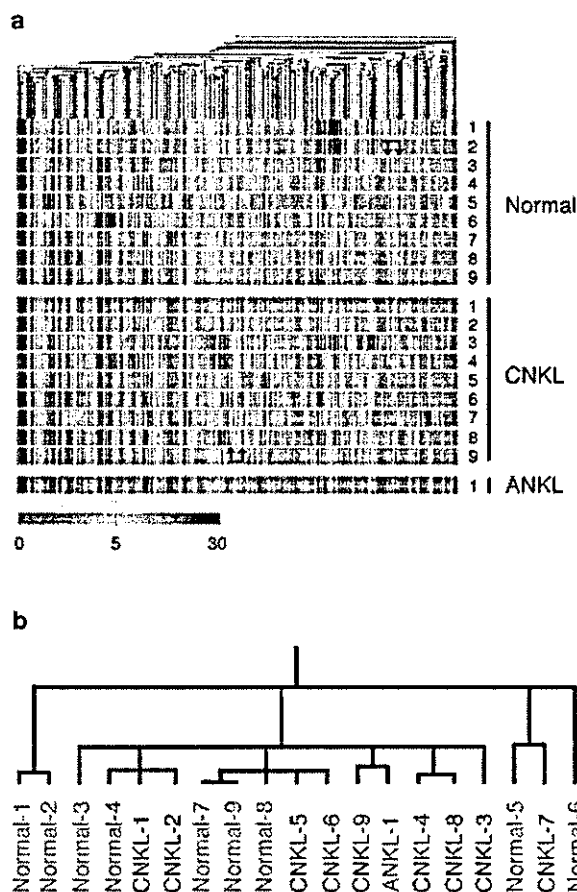 a
1
2
3
4
5
6
7
8
9
Normal
1
2
3
4
5
6
7
8
9
CNKL
1 ANKL
0 5 30
b
Normal-1
Normal-2
Normal-3
Normal-4
CNKL-1
CNKL-2
Normal-7
Normal-9
Normal-8
CNKL-5
CNKL-6
CNKL-9
ANKL-1
CNKL-4
CNKL-8
CNKL-3
Normal-5
CNKL-7
Normal-6